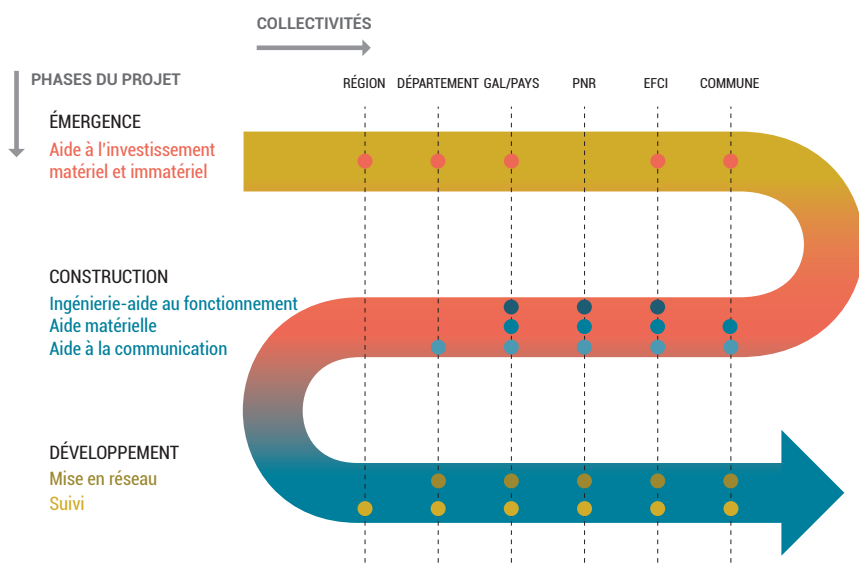 COLLECTIVITÉS
PHASES DU PROJET
RÉGION DÉPARTEMENT GAL/PAYS PNR EFCI COMMUNE
ÉMERGENCE
Aide à l'investissement
matériel et immatériel
CONSTRUCTION
Ingénierie-aide au fonctionnement
Aide matérielle
Aide à la communication
DÉVELOPPEMENT
Mise en réseau
Suivi